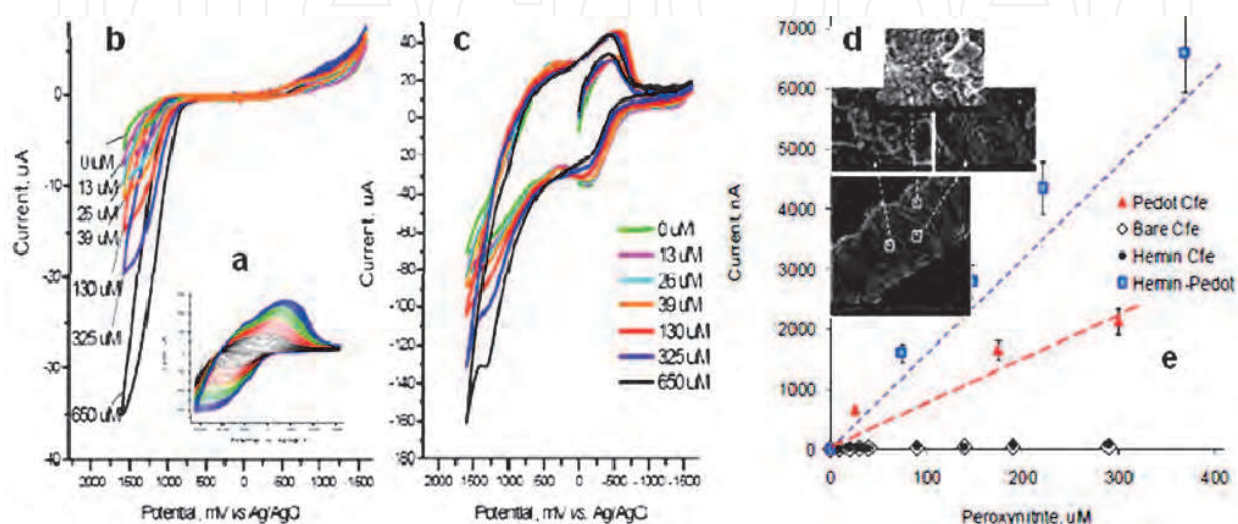 b
Current, uA
0
-10
-20
-30
-40
0 uM
13 uM
26 uM
39 uM
130 uM
325 uM
650 uM
a
2000 1500 1000 500 0 -500 -1000 -1500
Potential, mV vs Ag/AgCl
c
Current, uA
40
20
0
-20
-40
-60
-80
-100
-120
-140
-160
0 uM
13 uM
26 uM
39 uM
130 uM
325 uM
650 uM
2000 1500 1000 500 0 -500 -1000 -1500
Potential, mV vs. Ag/AgCl
d
Current, nA
7000
6000
5000
4000
3000
2000
1000
0
Pedot Cfe
Bare Cfe
Hemin Cfe
Hemin-Pedot
e
0 100 200 300 400
Peroxynitrite, uM